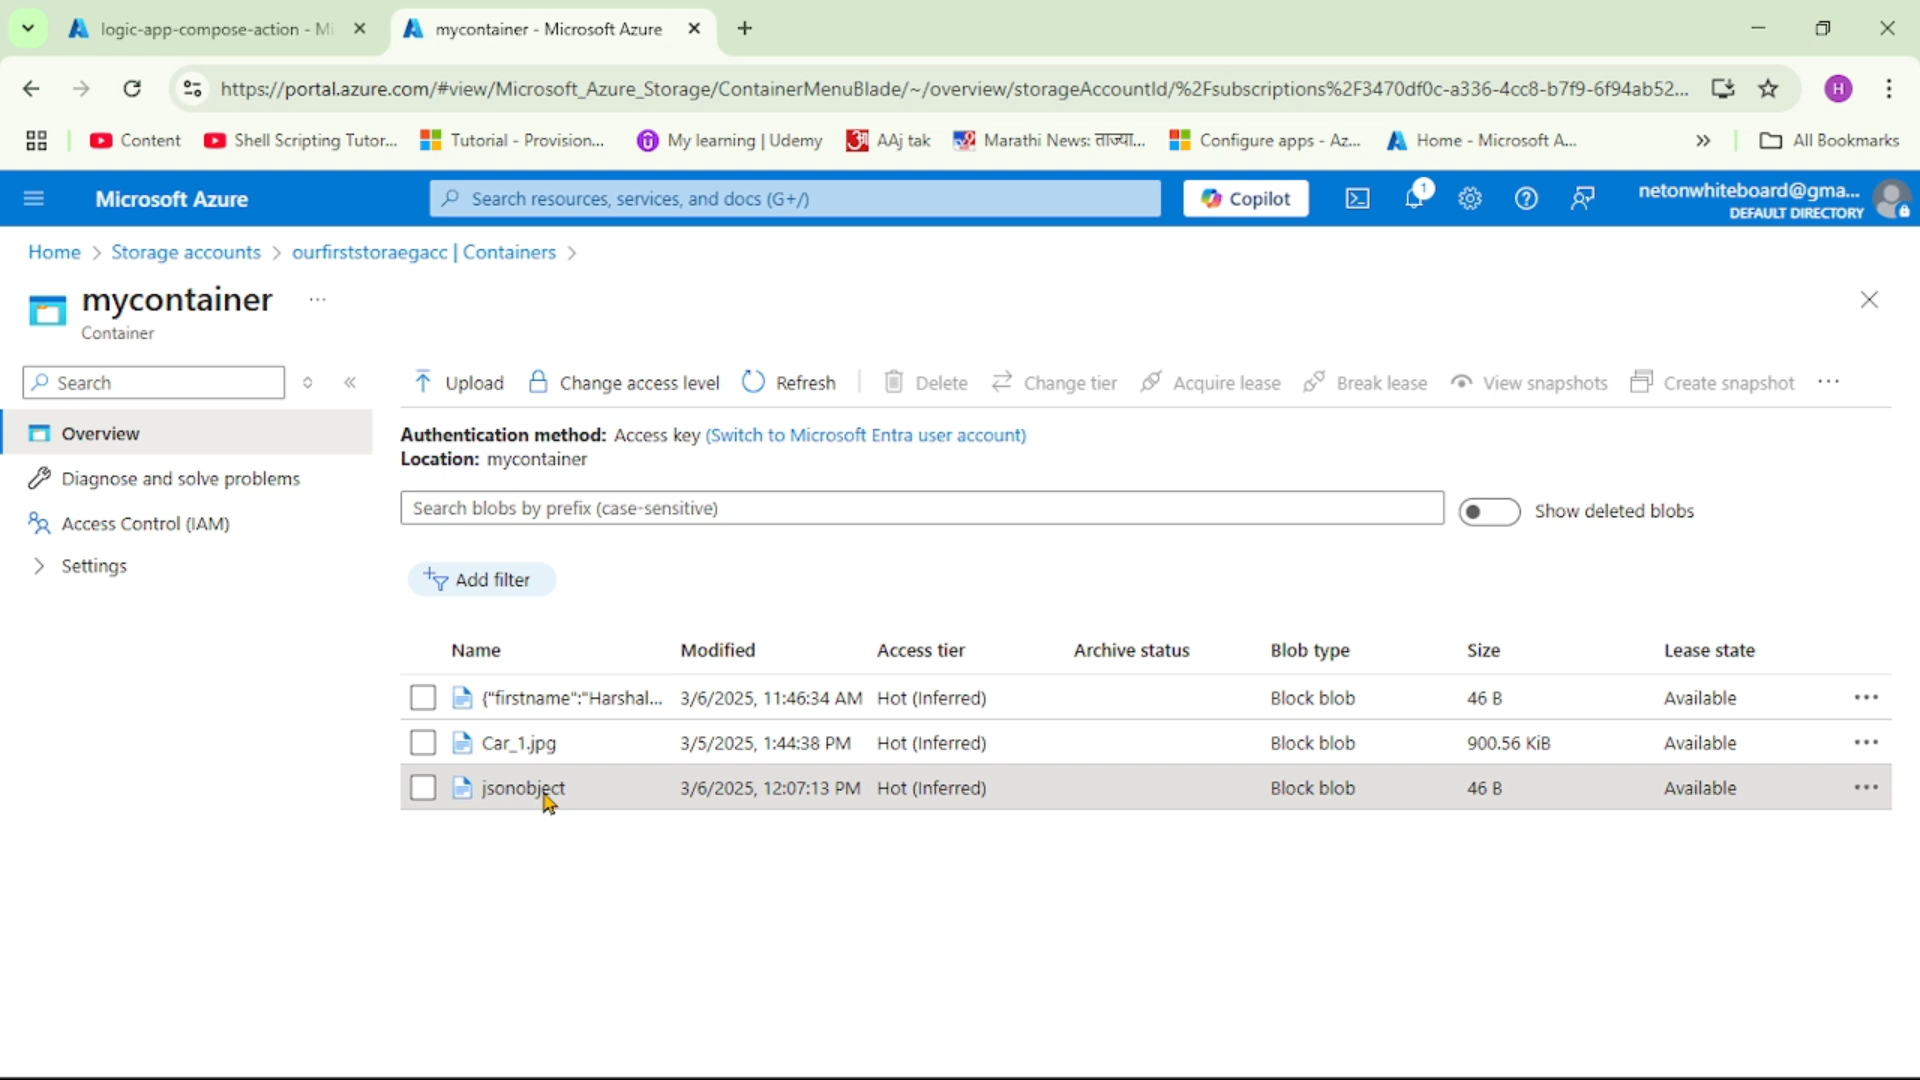 logic-app-compose-action - Mi
mycontainer - Microsoft Azure
https://portal.azure.com/#view/Microsoft_Azure_Storage/ContainerMenuBlade/~/overview/storageAccountId/%2Fsubscriptions%2F3470df0c-a336-4cc8-b7f9-6f94ab52...
H
Content
Shell Scripting Tutor...
Tutorial - Provision...
My learning | Udemy
AAj tak
Marathi News: ताज्या...
Configure apps - Az...
Home - Microsoft A...
All Bookmarks
Microsoft Azure
Search resources, services, and docs (G+/)
Copilot
1
netonwhiteboard@gma...
DEFAULT DIRECTORY
Home > Storage accounts > ourfirststoraegacc | Containers >
mycontainer ...
Container
Search
Upload
Change access level
Refresh
Delete
Change tier
Acquire lease
Break lease
View snapshots
Create snapshot
...
Overview
Diagnose and solve problems
Access Control (IAM)
Settings
Authentication method: Access key (Switch to Microsoft Entra user account)
Location: mycontainer
Search blobs by prefix (case-sensitive)
Show deleted blobs
Add filter
Name Modified Access tier Archive status Blob type Size Lease state
{"firstname":"Harshal... 3/6/2025, 11:46:34 AM Hot (Inferred) Block blob 46 B Available ...
Car_1.jpg 3/5/2025, 1:44:38 PM Hot (Inferred) Block blob 900.56 KiB Available ...
jsonobject 3/6/2025, 12:07:13 PM Hot (Inferred) Block blob 46 B Available ...